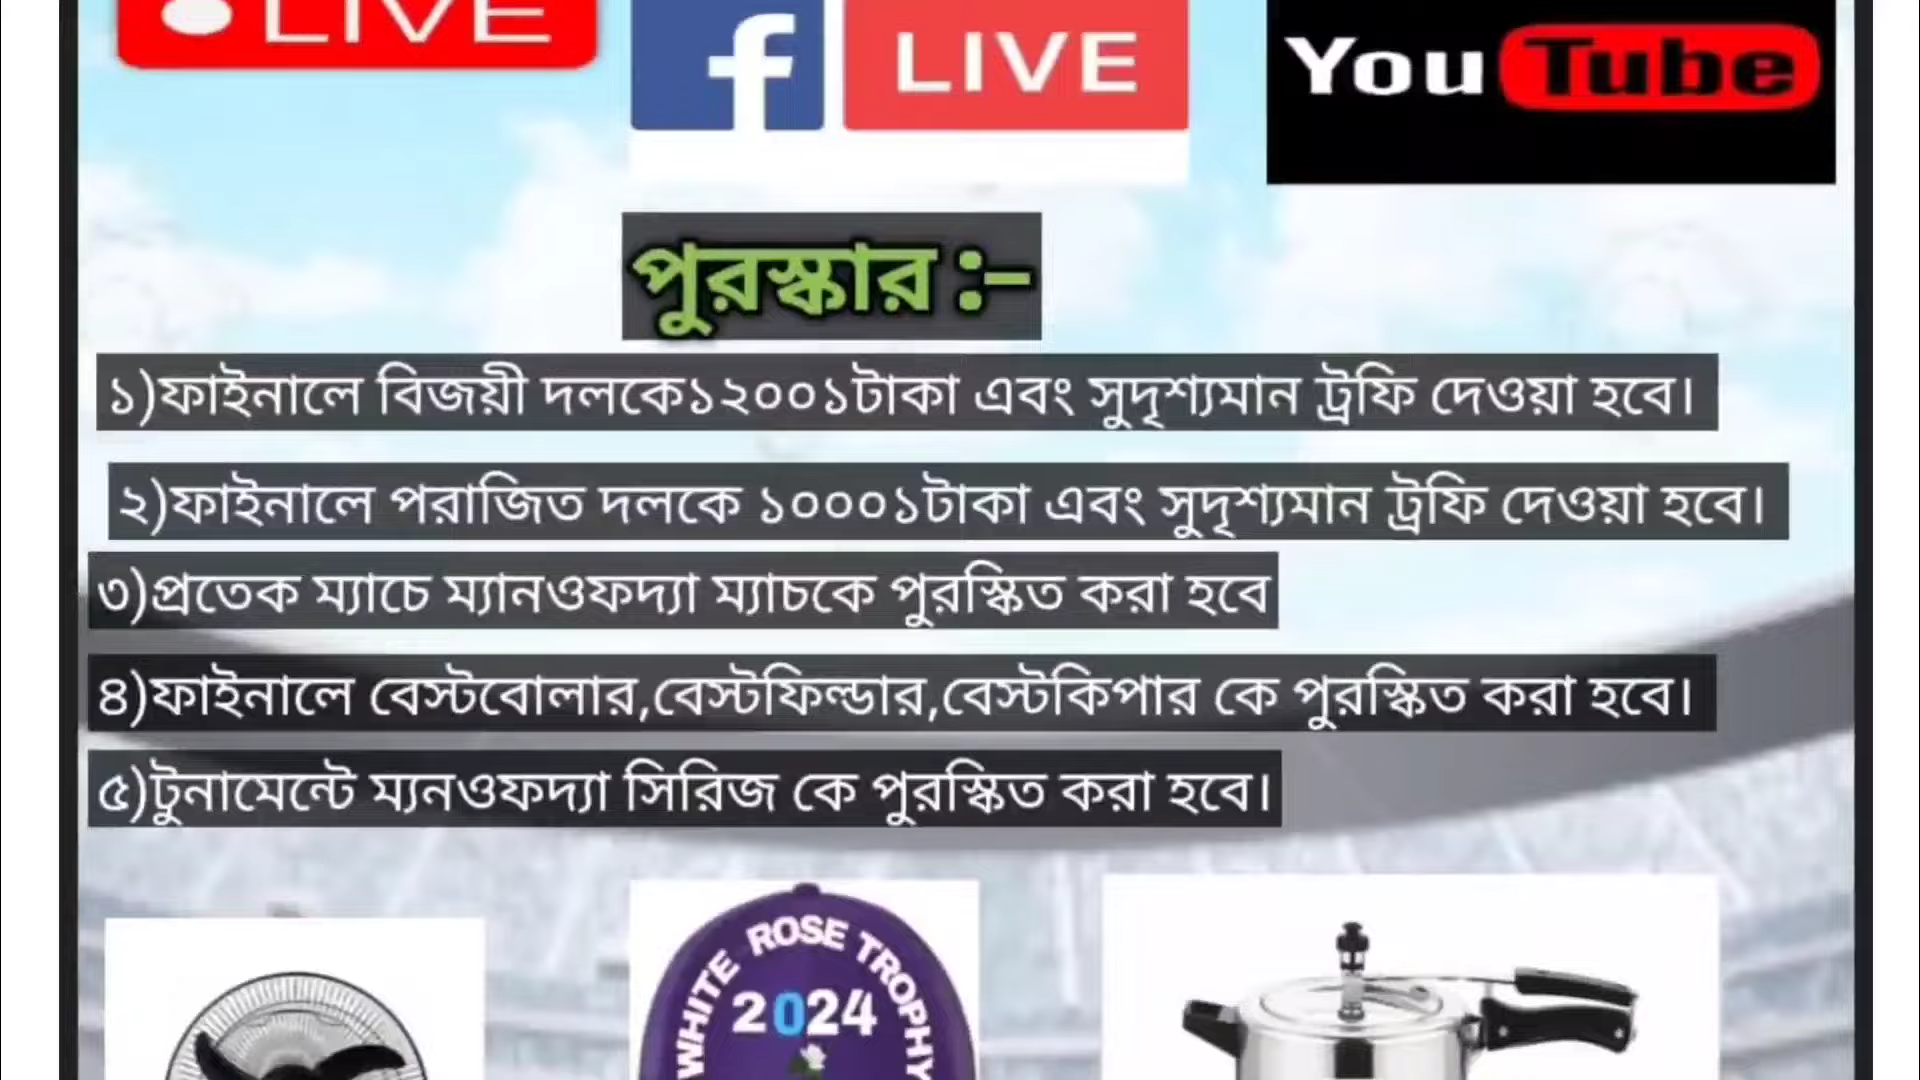 LIVE
f LIVE
YouTube
পুরস্কার :-
১)ফাইনালে বিজয়ী দলকে১২০০১টাকা এবং সুদৃশ্যমান ট্রফি দেওয়া হবে।
২)ফাইনালে পরাজিত দলকে ১০০০১টাকা এবং সুদৃশ্যমান ট্রফি দেওয়া হবে।
৩)প্রতেক ম্যাচে ম্যানওফদ্যা ম্যাচকে পুরস্কিত করা হবে
৪)ফাইনালে বেস্টবোলার,বেস্টফিল্ডার,বেস্টকিপার কে পুরস্কিত করা হবে।
৫)টুনামেন্টে ম্যনওফদ্যা সিরিজ কে পুরস্কিত করা হবে।
WHITE ROSE TROPHY
2024